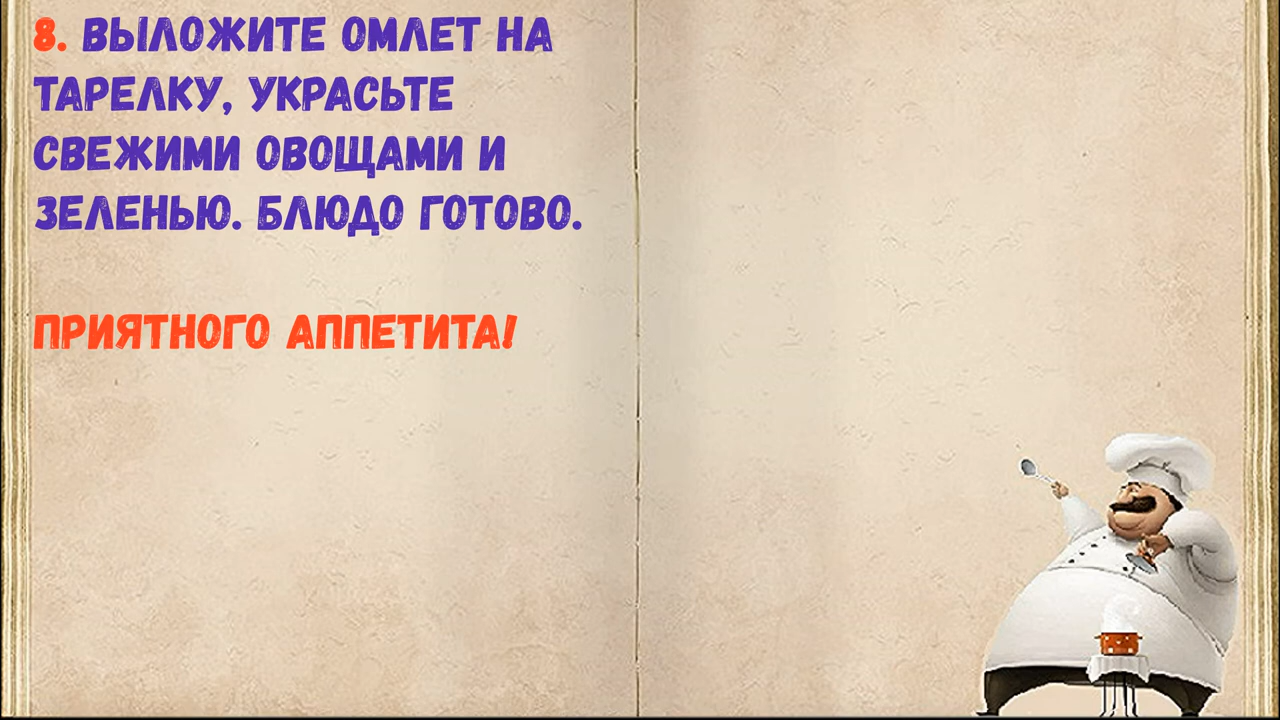 8. ВЫЛОЖИТЕ ОМЛЕТ НА
ТАРЕЛКУ, УКРАСЬТЕ
СВЕЖИМИ ОВОЩАМИ И
ЗЕЛЕНЬЮ. БЛЮДО ГОТОВО.
ПРИЯТНОГО АППЕТИТА!